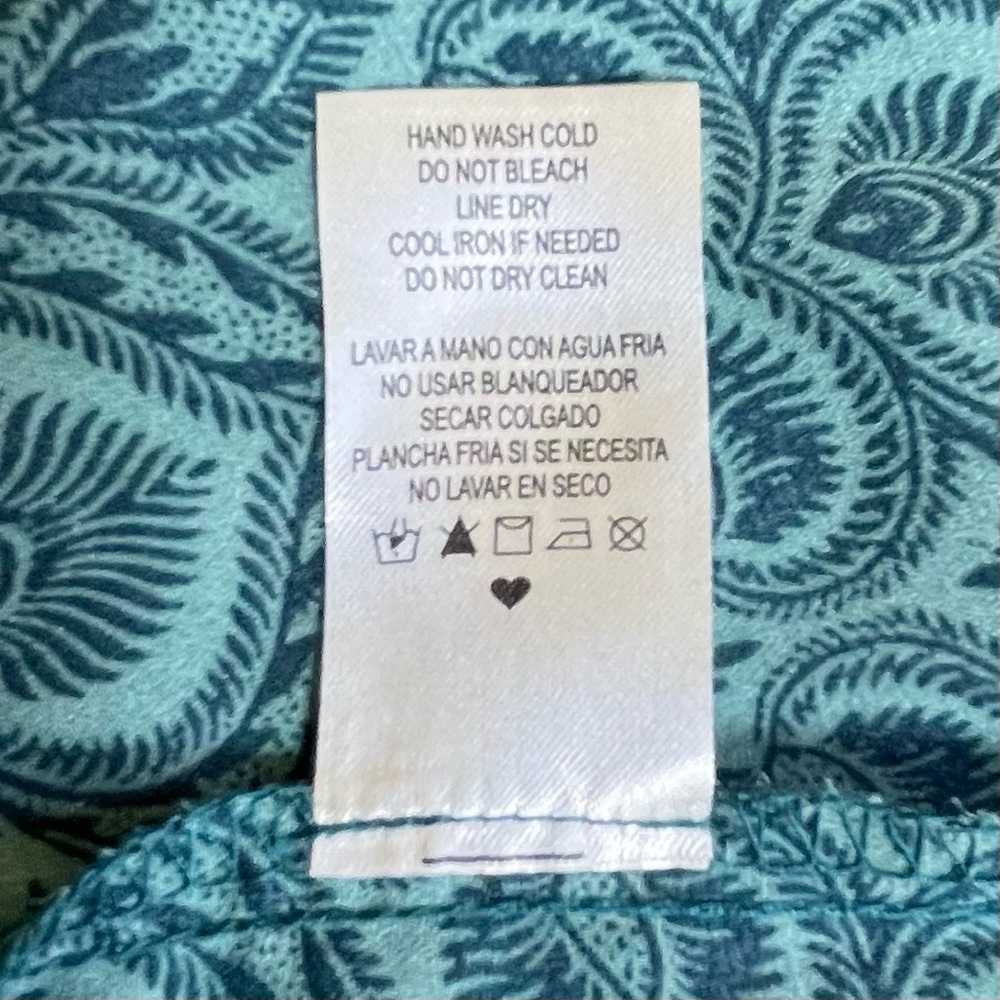 HAND WASH COLD
DO NOT BLEACH
LINE DRY
COOL IRON IF NEEDED
DO NOT DRY CLEAN
LAVAR A MANO CON AGUA FRIA
NO USAR BLANQUEADOR
SECAR COLGADO
PLANCHA FRIA SI SE NECESITA
NO LAVAR EN SECO